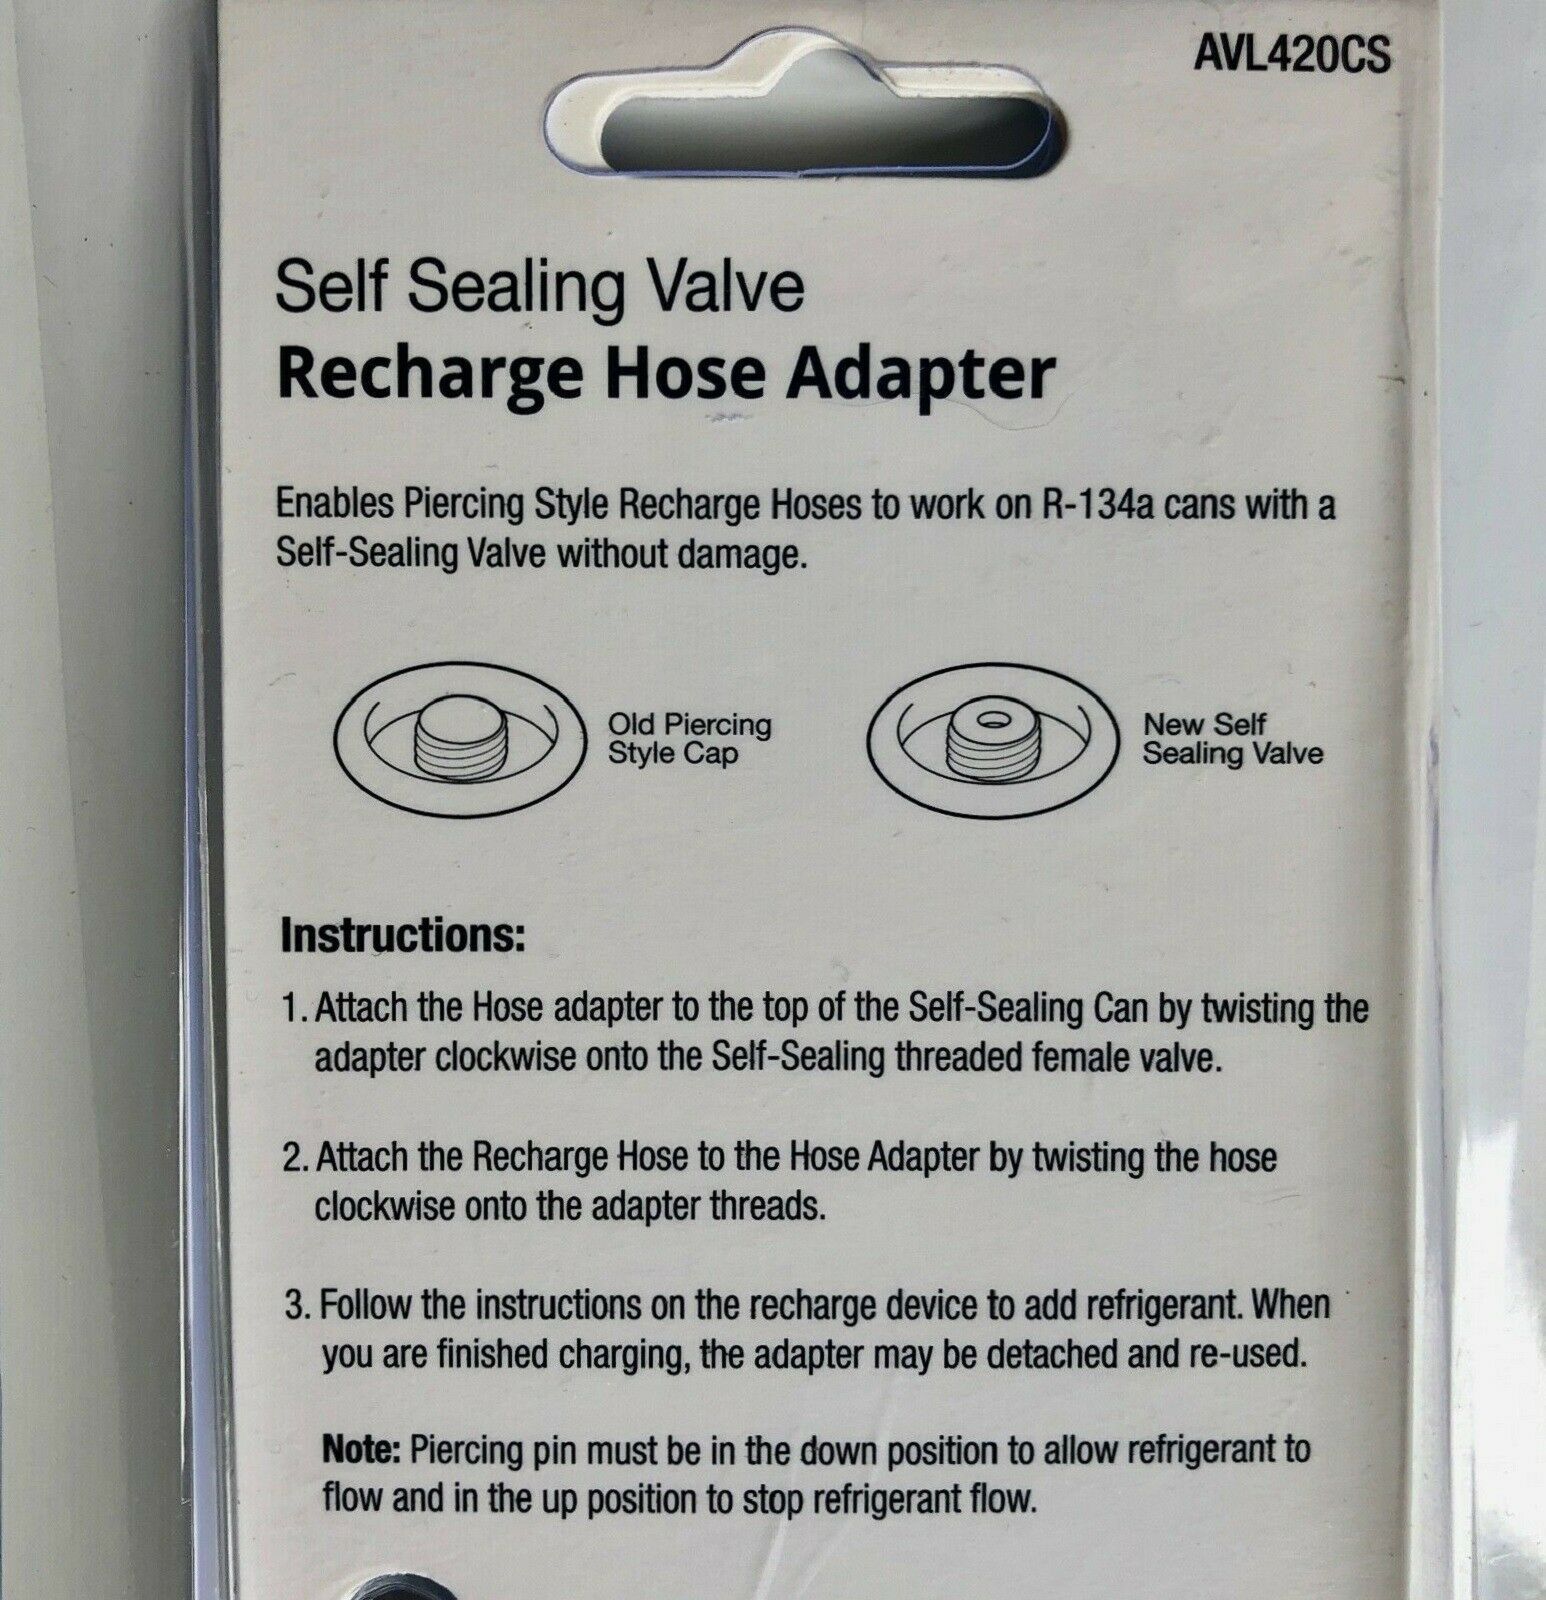 AVL420CS
Self Sealing Valve
Recharge Hose Adapter
Enables Piercing Style Recharge Hoses to work on R-134a cans with a
Self-Sealing Valve without damage.
Old Piercing
Style Cap
New Self
Sealing Valve
Instructions:
1. Attach the Hose adapter to the top of the Self-Sealing Can by twisting the
adapter clockwise onto the Self-Sealing threaded female valve.
2. Attach the Recharge Hose to the Hose Adapter by twisting the hose
clockwise onto the adapter threads.
3. Follow the instructions on the recharge device to add refrigerant. When
you are finished charging, the adapter may be detached and re-used.
Note: Piercing pin must be in the down position to allow refrigerant to
flow and in the up position to stop refrigerant flow.